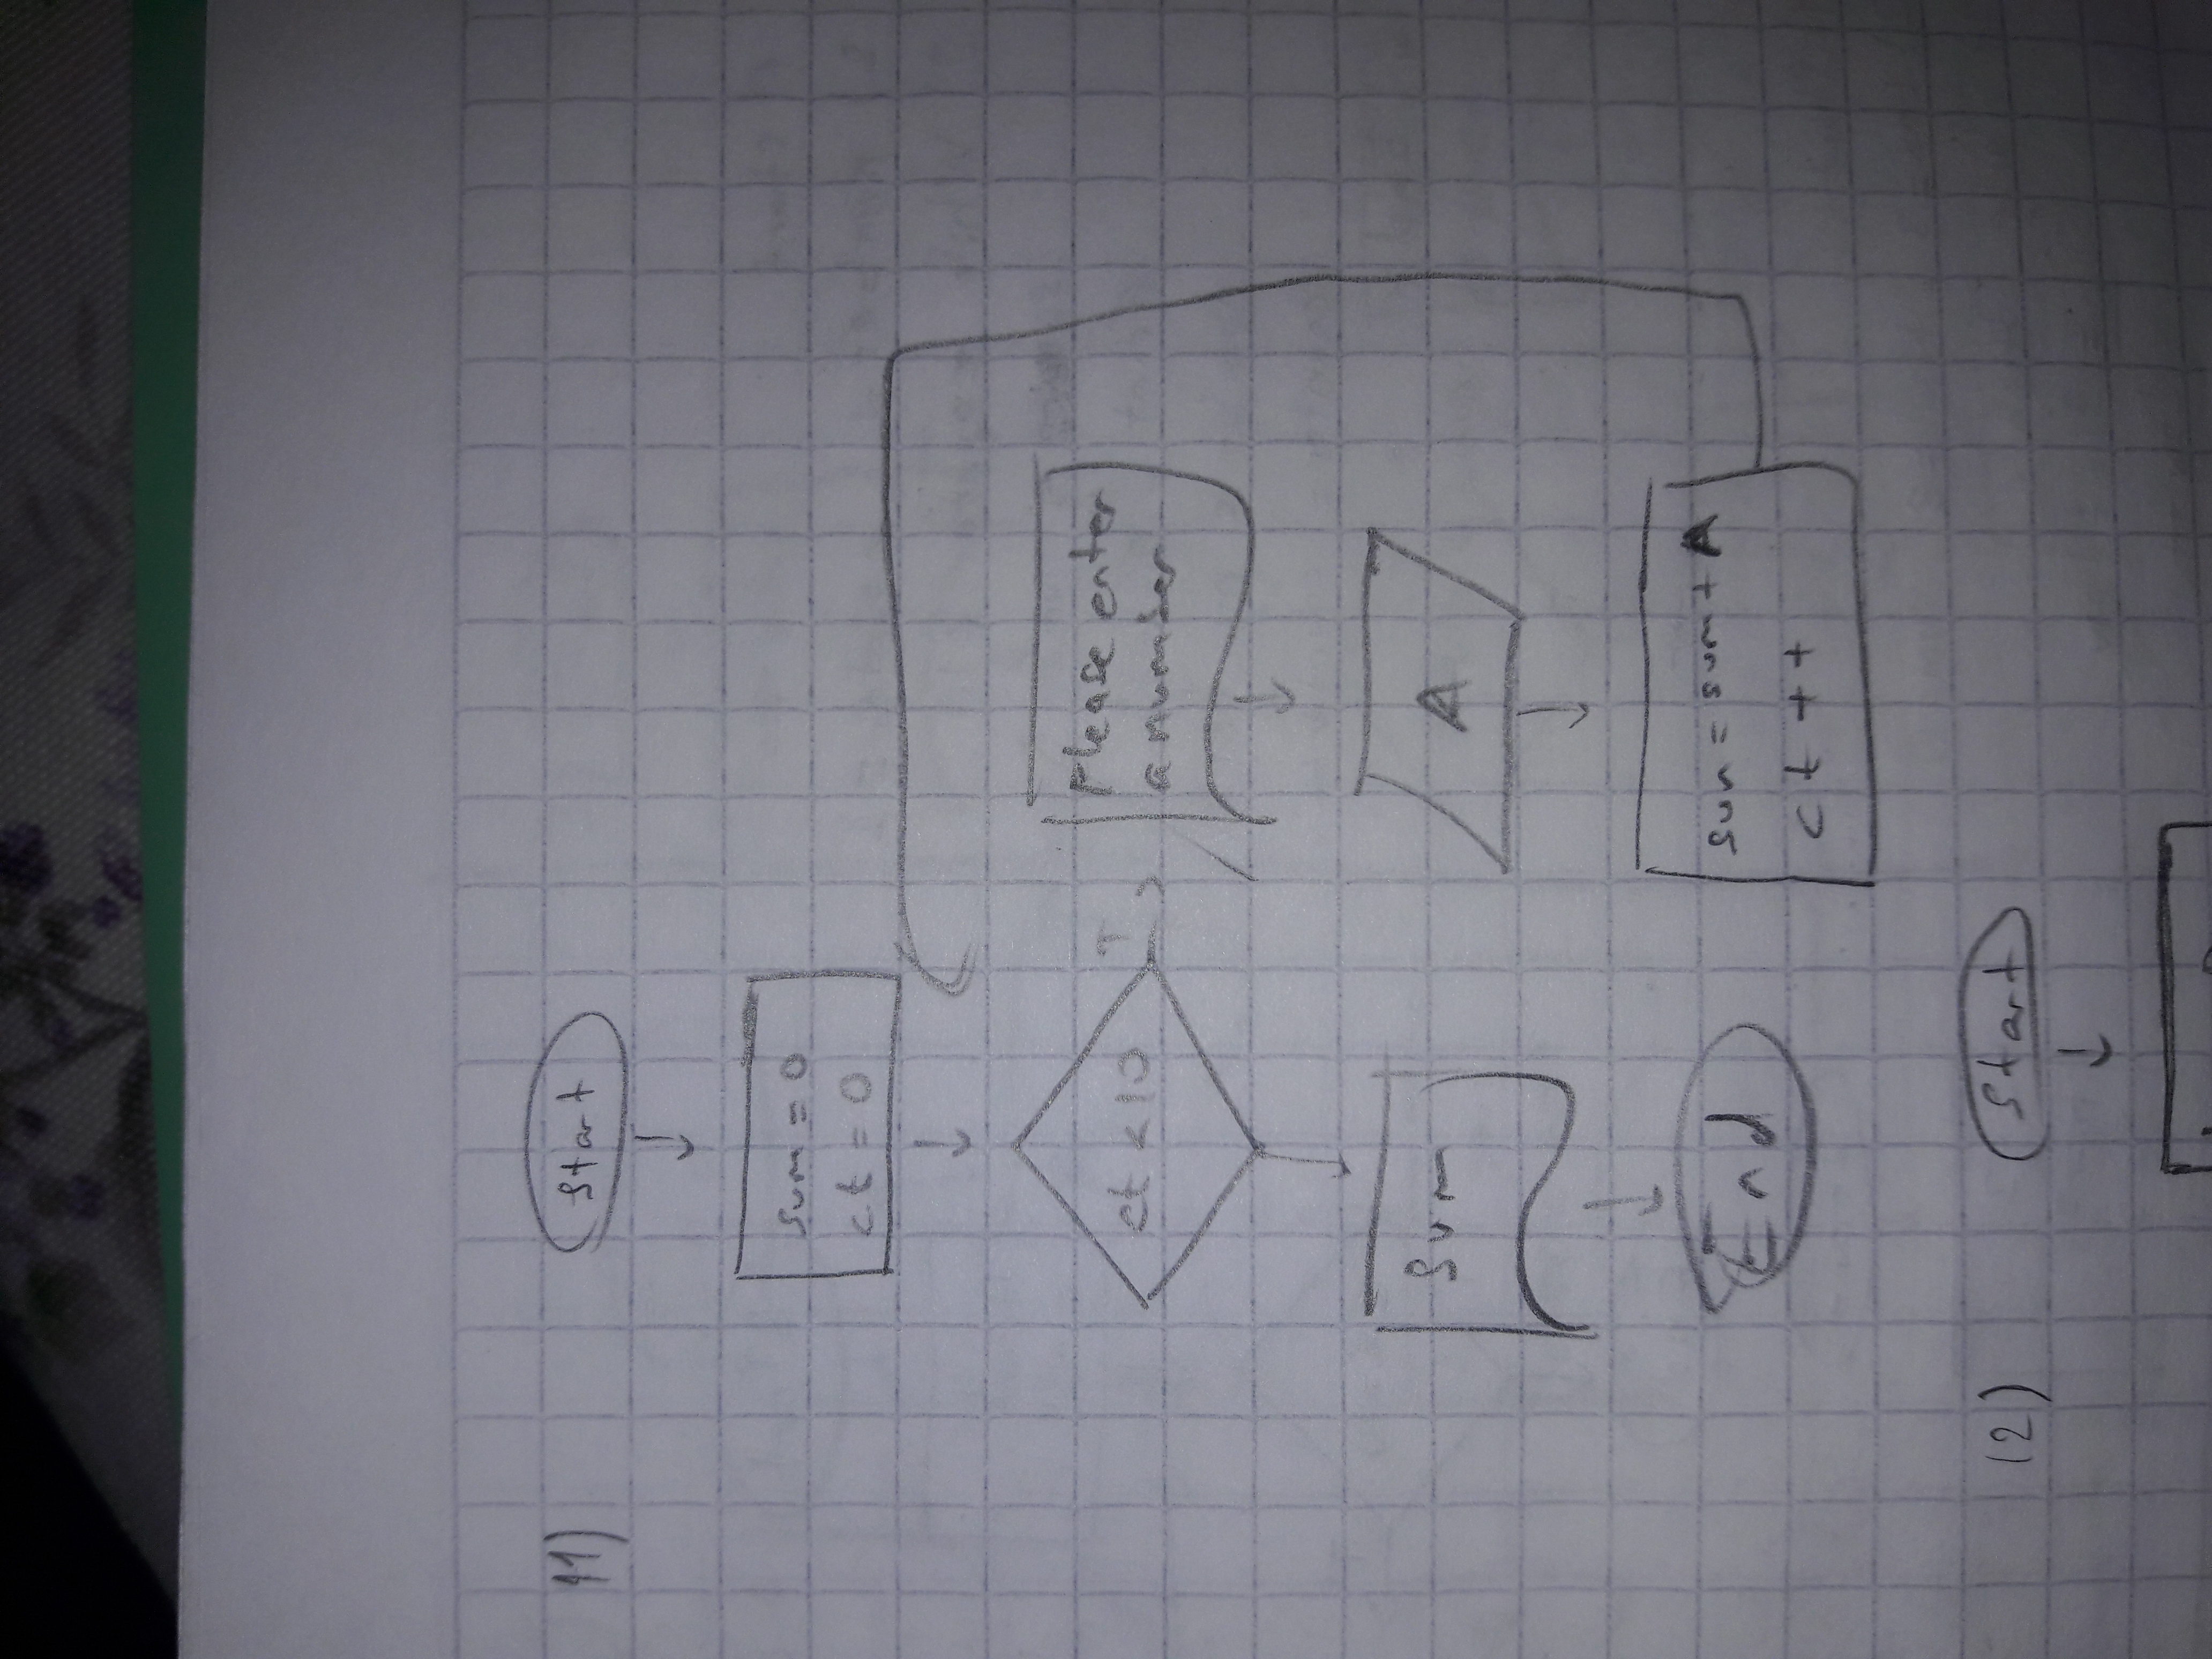 11)
Start
sum = 0
ct = 0
ct < 10
T
Please enter
a number
Sum
A
End
sum = sum + A
ct ++
12)
Start